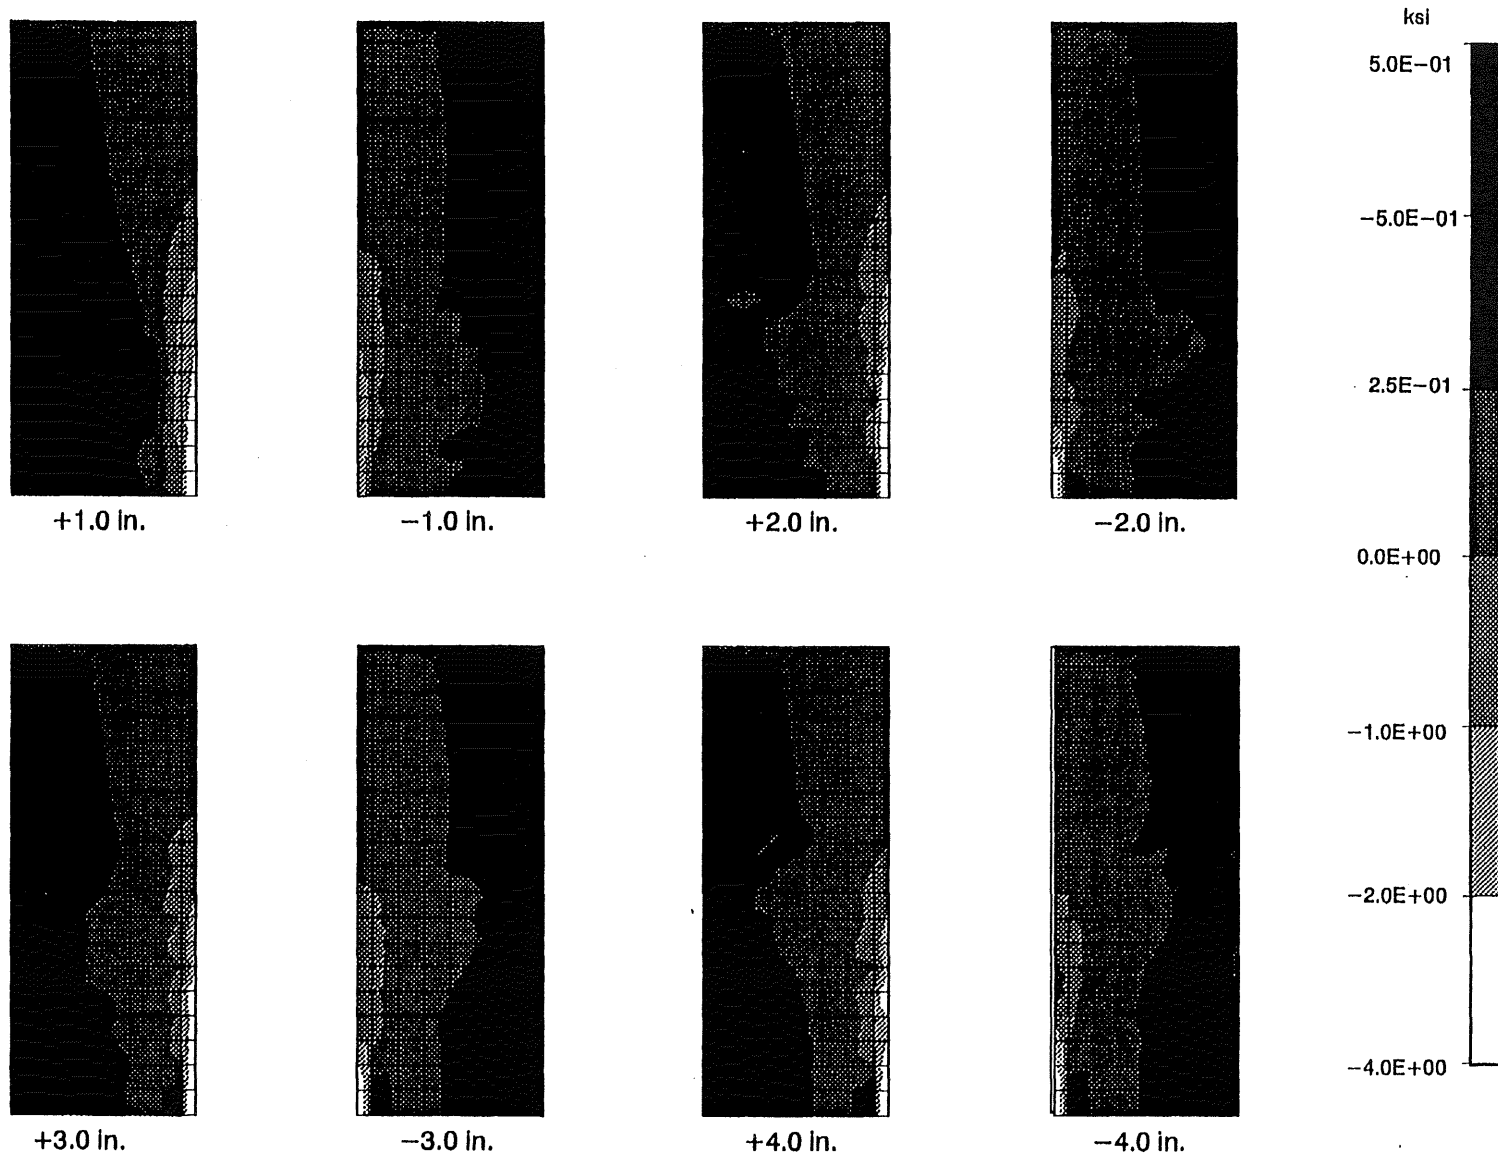 ksi
5.0E−01
−5.0E−01
2.5E−01
0.0E+00
−1.0E+00
−2.0E+00
−4.0E+00
+1.0 in.
−1.0 in.
+2.0 in.
−2.0 in.
+3.0 in.
−3.0 in.
+4.0 in.
−4.0 in.